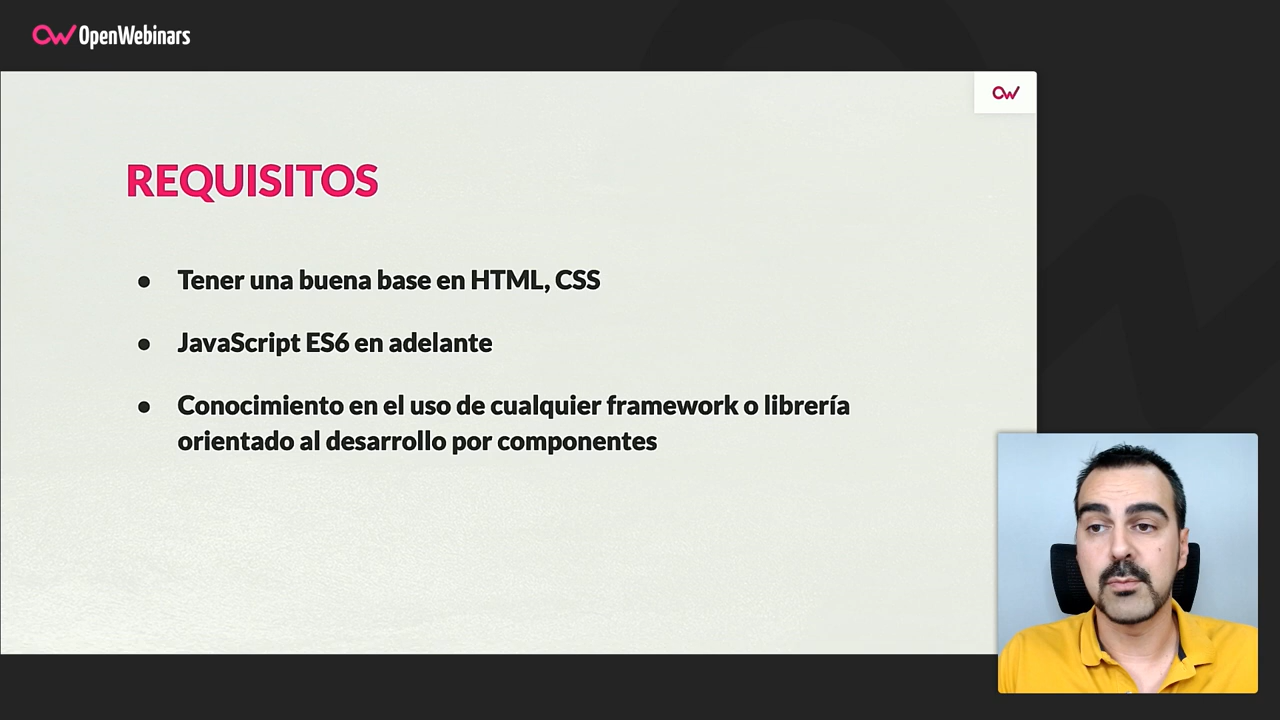 OpenWebinars
REQUISITOS
● Tener una buena base en HTML, CSS
● JavaScript ES6 en adelante
● Conocimiento en el uso de cualquier framework o librería
orientado al desarrollo por componentes